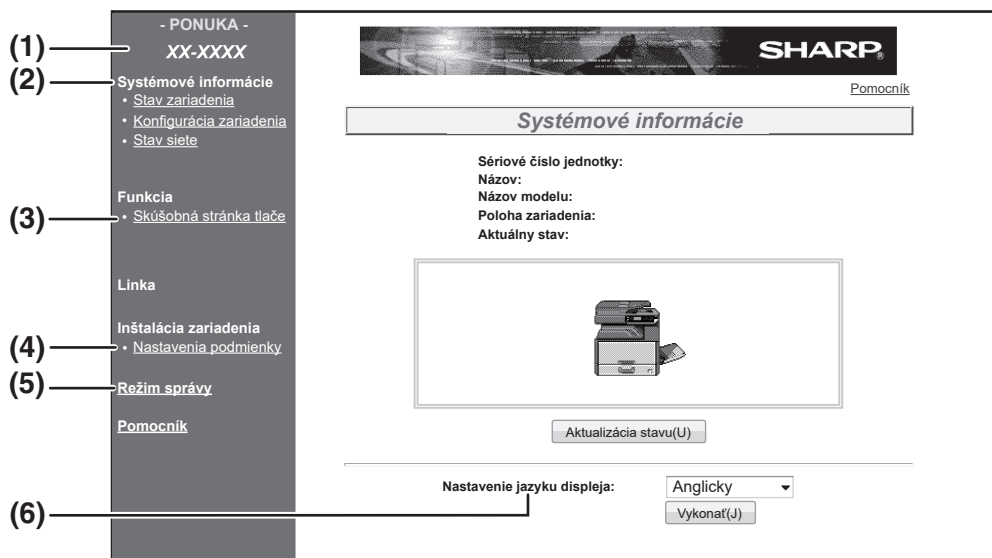 - PONUKA -
(1)
XX-XXXX
SHARP®
(2)
Systémové informácie
Pomocník
• Stav zariadenia
• Konfigurácia zariadenia
• Stav siete
Systémové informácie
Sériové číslo jednotky:
Názov:
Názov modelu:
Poloha zariadenia:
Aktuálny stav:
Funkcia
(3)
• Skúšobná stránka tlače
Linka
Inštalácia zariadenia
(4)
• Nastavenia podmienky
(5)
Režim správy
Pomocník
Aktualizácia stavu(U)
Nastavenie jazyku displeja:
Anglicky
(6)
Vykonať(J)